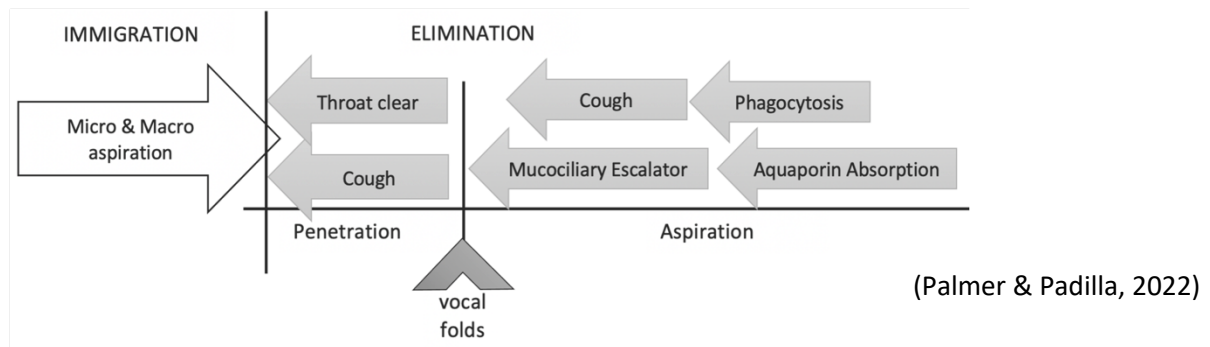 IMMIGRATION
ELIMINATION
Micro & Macro
aspiration
Throat clear
Cough
Cough
Phagocytosis
Mucociliary Escalator
Aquaporin Absorption
Penetration
Aspiration
vocal
folds
(Palmer & Padilla, 2022)